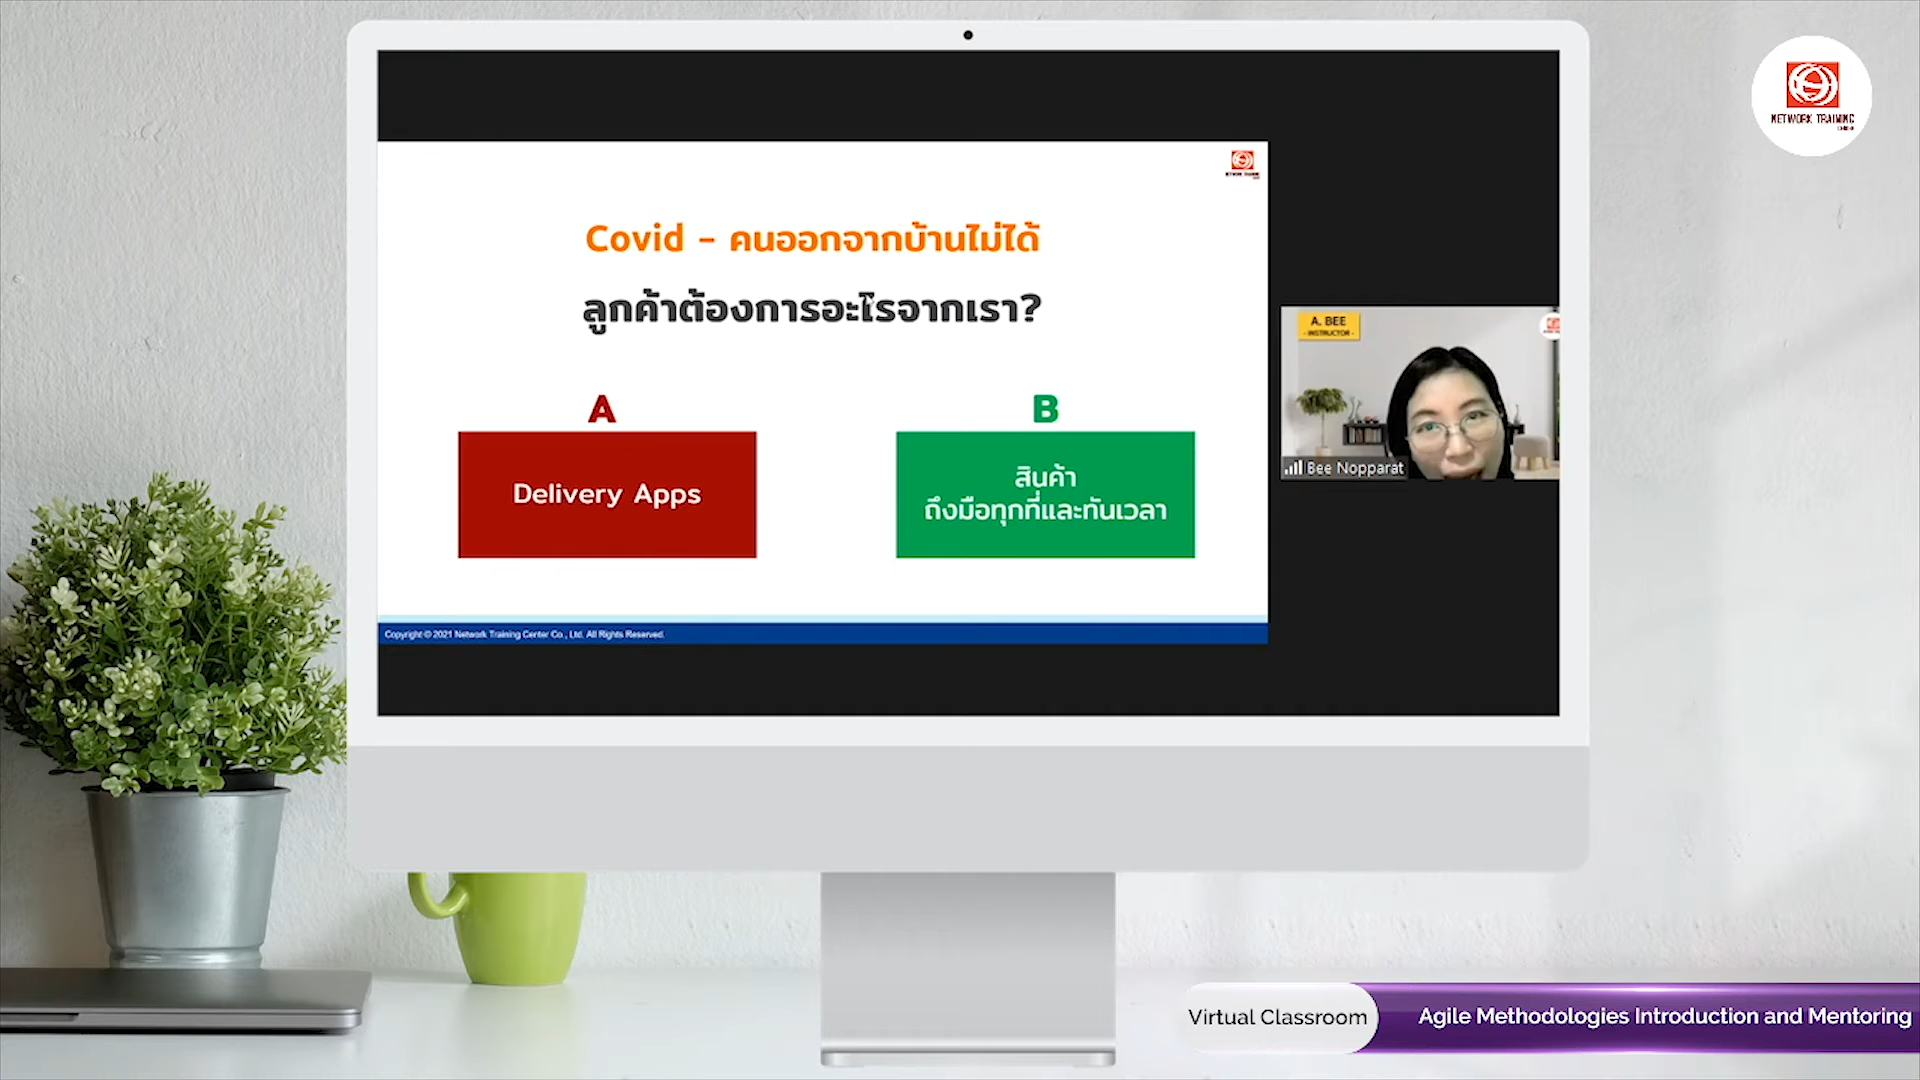 NETWORK TRAINING
Covid - คนออกจากบ้านไม่ได้
ลูกค้าต้องการอะไรจากเรา?
A
Delivery Apps
B
สินค้า
ถึงมือทุกที่และทันเวลา
Copyright © 2021 Network Training Center Co., Ltd. All Rights Reserved.
A. BEE
- INSTRUCTOR -
Bee Nopparat
Virtual Classroom
Agile Methodologies Introduction and Mentoring